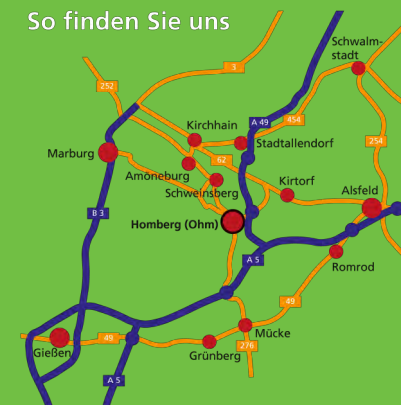 So finden Sie uns
Schwalm-
stadt
3
252
A 49
454
Kirchhain
Stadtallendorf
254
Marburg
62
Amöneburg
Schweinsberg
Kirtorf
Alsfeld
B 3
Homberg (Ohm)
A 5
Romrod
49
Mücke
49
Gießen
Grünberg
276
A 5